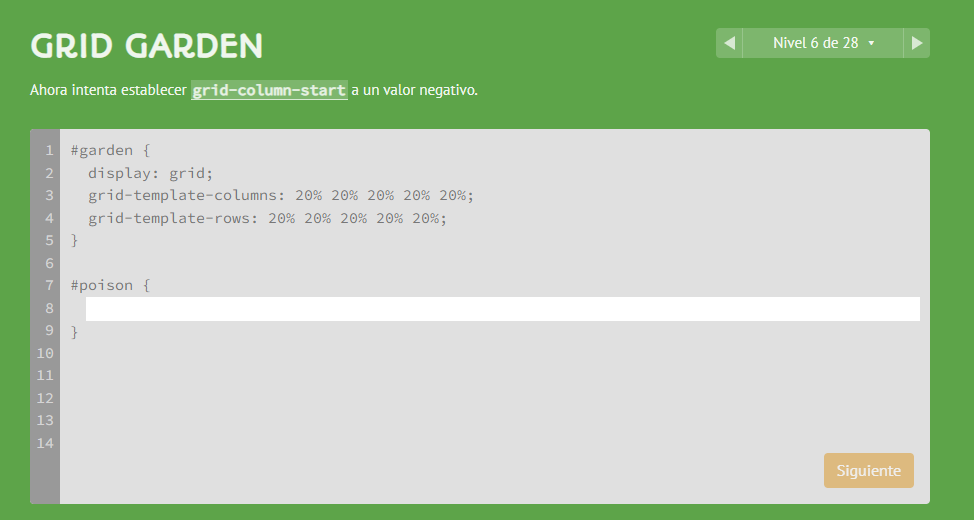 GRID GARDEN
◀ Nivel 6 de 28 ▾ ▶
Ahora intenta establecer grid-column-start a un valor negativo.
1 #garden {
2   display: grid;
3   grid-template-columns: 20% 20% 20% 20% 20%;
4   grid-template-rows: 20% 20% 20% 20% 20%;
5 }
6
7 #poison {
8
9 }
10
11
12
13
14
Siguiente